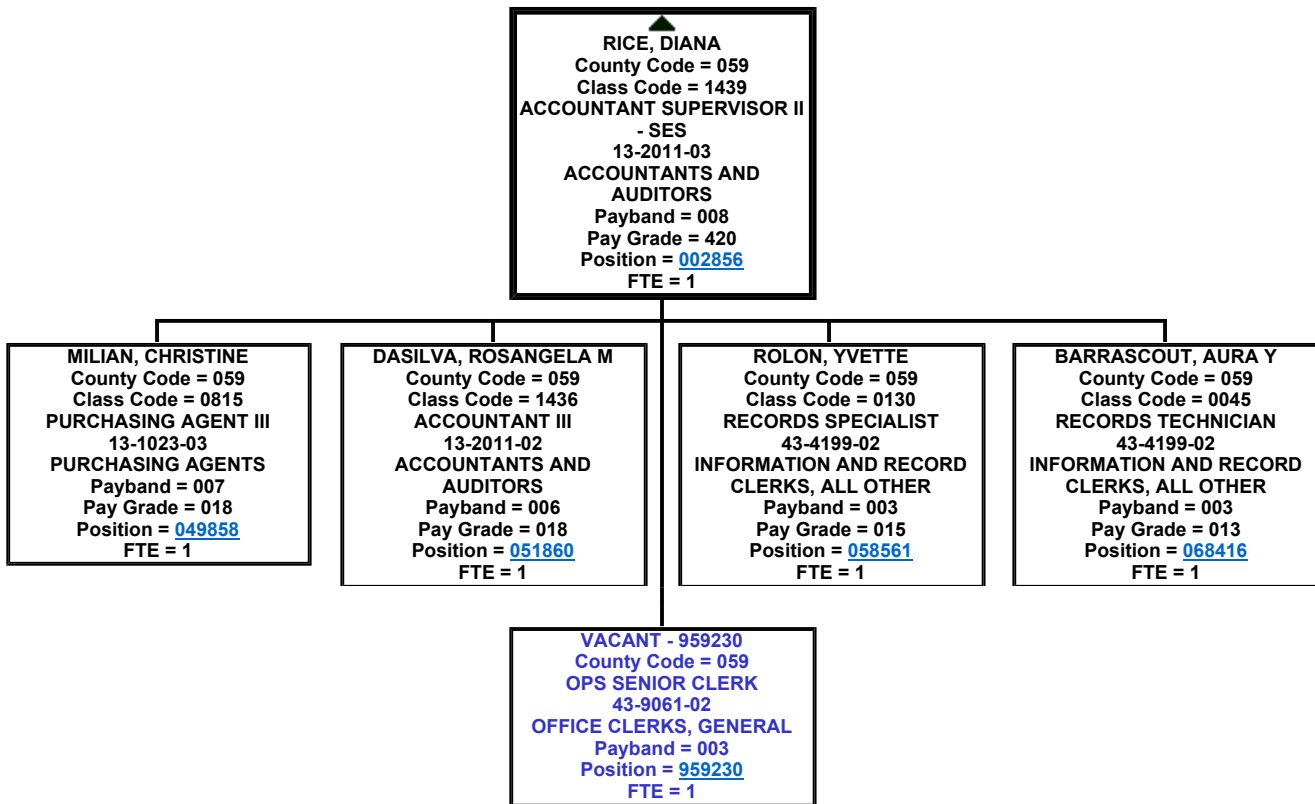 RICE, DIANA
County Code = 059
Class Code = 1439
ACCOUNTANT SUPERVISOR II
- SES
13-2011-03
ACCOUNTANTS AND
AUDITORS
Payband = 008
Pay Grade = 420
Position = 002856
FTE = 1
MILIAN, CHRISTINE
County Code = 059
Class Code = 0815
PURCHASING AGENT III
13-1023-03
PURCHASING AGENTS
Payband = 007
Pay Grade = 018
Position = 049858
FTE = 1
DASILVA, ROSANGELA M
County Code = 059
Class Code = 1436
ACCOUNTANT III
13-2011-02
ACCOUNTANTS AND
AUDITORS
Payband = 006
Pay Grade = 018
Position = 051860
FTE = 1
ROLON, YVETTE
County Code = 059
Class Code = 0130
RECORDS SPECIALIST
43-4199-02
INFORMATION AND RECORD
CLERKS, ALL OTHER
Payband = 003
Pay Grade = 015
Position = 058561
FTE = 1
BARRASCOUT, AURA Y
County Code = 059
Class Code = 0045
RECORDS TECHNICIAN
43-4199-02
INFORMATION AND RECORD
CLERKS, ALL OTHER
Payband = 003
Pay Grade = 013
Position = 068416
FTE = 1
VACANT - 959230
County Code = 059
OPS SENIOR CLERK
43-9061-02
OFFICE CLERKS, GENERAL
Payband = 003
Position = 959230
FTE = 1